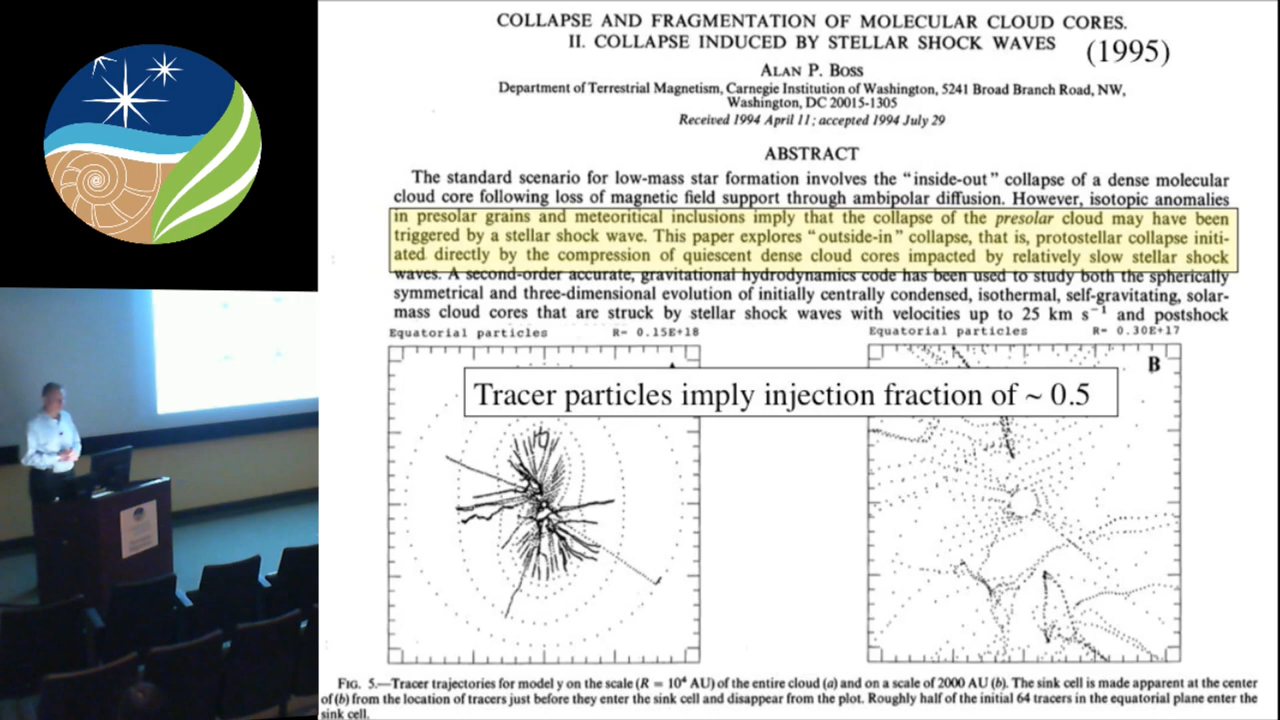 COLLAPSE AND FRAGMENTATION OF MOLECULAR CLOUD CORES.
II. COLLAPSE INDUCED BY STELLAR SHOCK WAVES
(1995)
ALAN P. BOSS
Department of Terrestrial Magnetism, Carnegie Institution of Washington, 5241 Broad Branch Road, NW,
Washington, DC 20015-1305
Received 1994 April 11; accepted 1994 July 29
ABSTRACT
The standard scenario for low-mass star formation involves the “inside-out” collapse of a dense molecular
cloud core following loss of magnetic field support through ambipolar diffusion. However, isotopic anomalies
in presolar grains and meteoritical inclusions imply that the collapse of the presolar cloud may have been
triggered by a stellar shock wave. This paper explores “outside-in” collapse, that is, protostellar collapse initi-
ated directly by the compression of quiescent dense cloud cores impacted by relatively slow stellar shock
waves. A second-order accurate, gravitational hydrodynamics code has been used to study both the spherically
symmetrical and three-dimensional evolution of initially centrally condensed, isothermal, self-gravitating, solar-
mass cloud cores that are struck by stellar shock waves with velocities up to 25 km s⁻¹ and postshock
Equatorial particles R= 0.15E+18
Equatorial particles R= 0.30E+17
B
Tracer particles imply injection fraction of ~ 0.5
FIG. 5.—Tracer trajectories for model y on the scale (R = 10⁴ AU) of the entire cloud (a) and on a scale of 2000 AU (b). The sink cell is made apparent at the center
of (b) from the location of tracers just before they enter the sink cell and disappear from the plot. Roughly half of the initial 64 tracers in the equatorial plane enter the
sink cell.